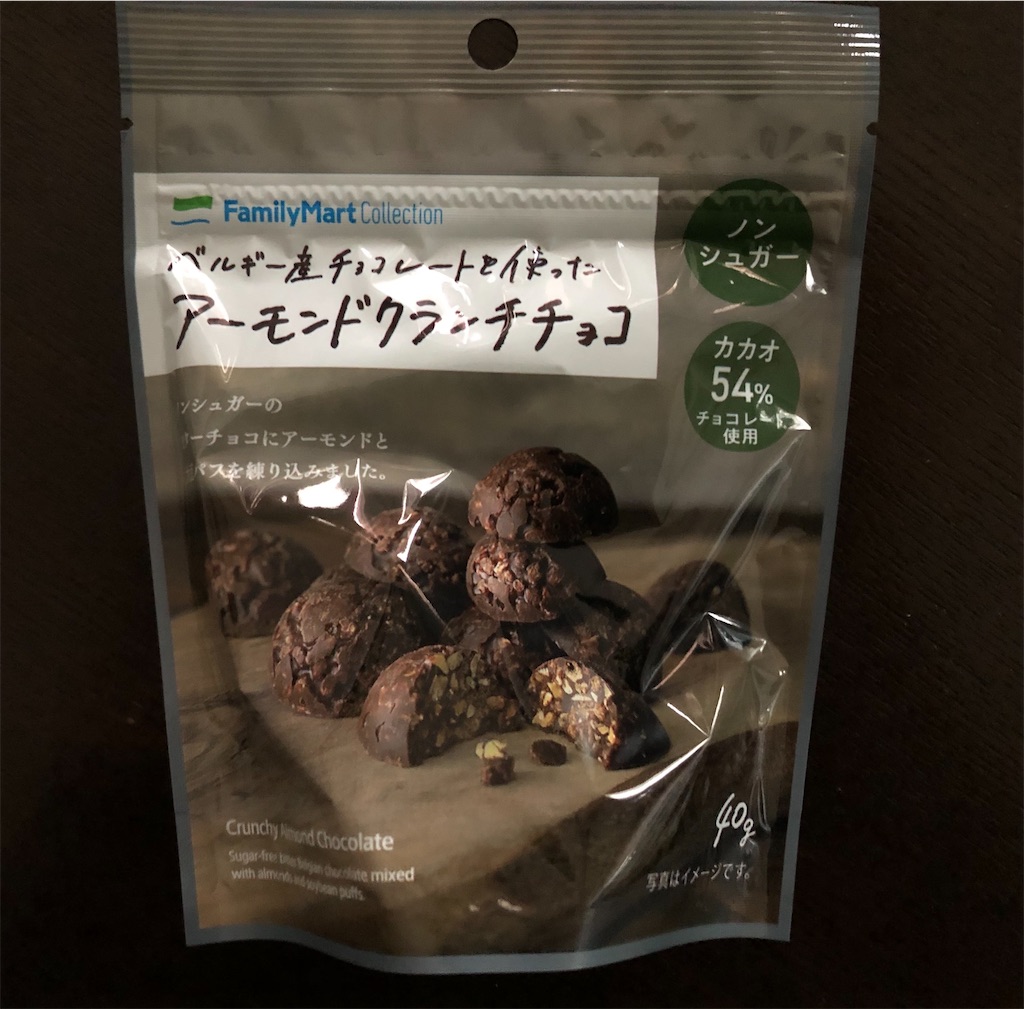 FamilyMart Collection
ベルギー産チョコレートを使った
アーモンドクランチチョコ
ノン
シュガー
カカオ
54%
チョコレート
使用
ンシュガーの
ーチョコにアーモンドと
パフを練り込みました。
Crunchy Almond Chocolate
Sugar-free bitter Belgian chocolate mixed
with almonds and soybean puffs.
40g
写真はイメージです。